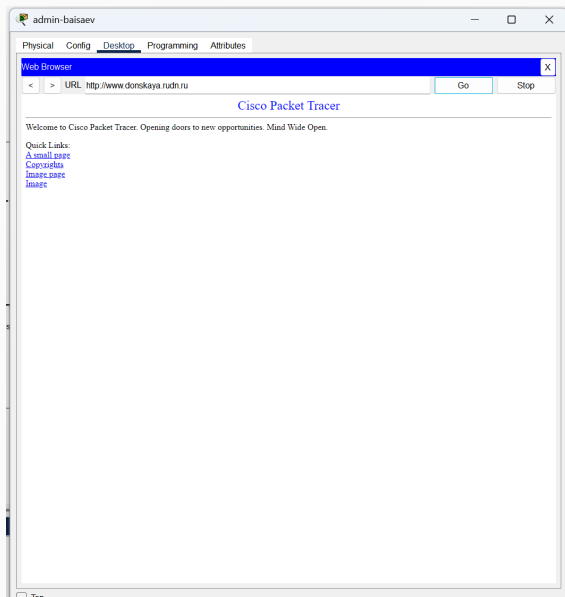 admin-baisaev
Physical Config Desktop Programming Attributes
Web Browser X
< > URL http://www.donskaya.rudn.ru Go Stop
Cisco Packet Tracer
Welcome to Cisco Packet Tracer. Opening doors to new opportunities. Mind Wide Open.
Quick Links:
A small page
Copyrights
Image page
Image